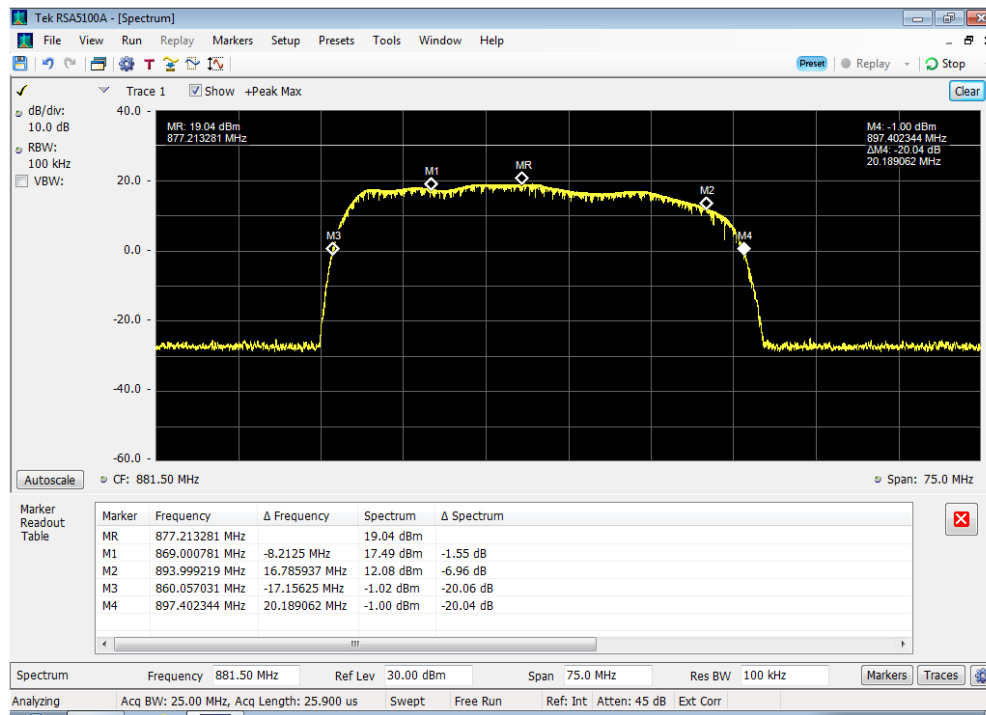 Tek RSA5100A - [Spectrum]
File View Run Replay Markers Setup Presets Tools Window Help
Preset Replay Stop
Trace 1 Show +Peak Max Clear
dB/div:
10.0 dB
RBW:
100 kHz
VBW:
40.0 -
20.0 -
0.0 -
-20.0 -
-40.0 -
-60.0 -
MR: 19.04 dBm
877.213281 MHz
M4: -1.00 dBm
897.402344 MHz
ΔM4: -20.04 dB
20.189062 MHz
M1
MR
M2
M3
M4
Autoscale CF: 881.50 MHz Span: 75.0 MHz
Marker
Readout
Table
Marker Frequency Δ Frequency Spectrum Δ Spectrum
MR 877.213281 MHz 19.04 dBm
M1 869.000781 MHz -8.2125 MHz 17.49 dBm -1.55 dB
M2 893.999219 MHz 16.785937 MHz 12.08 dBm -6.96 dB
M3 860.057031 MHz -17.15625 MHz -1.02 dBm -20.06 dB
M4 897.402344 MHz 20.189062 MHz -1.00 dBm -20.04 dB
Spectrum Frequency 881.50 MHz Ref Lev 30.00 dBm Span 75.0 MHz Res BW 100 kHz Markers Traces
Analyzing Acq BW: 25.00 MHz, Acq Length: 25.900 us Swept Free Run Ref: Int Atten: 45 dB Ext Corr